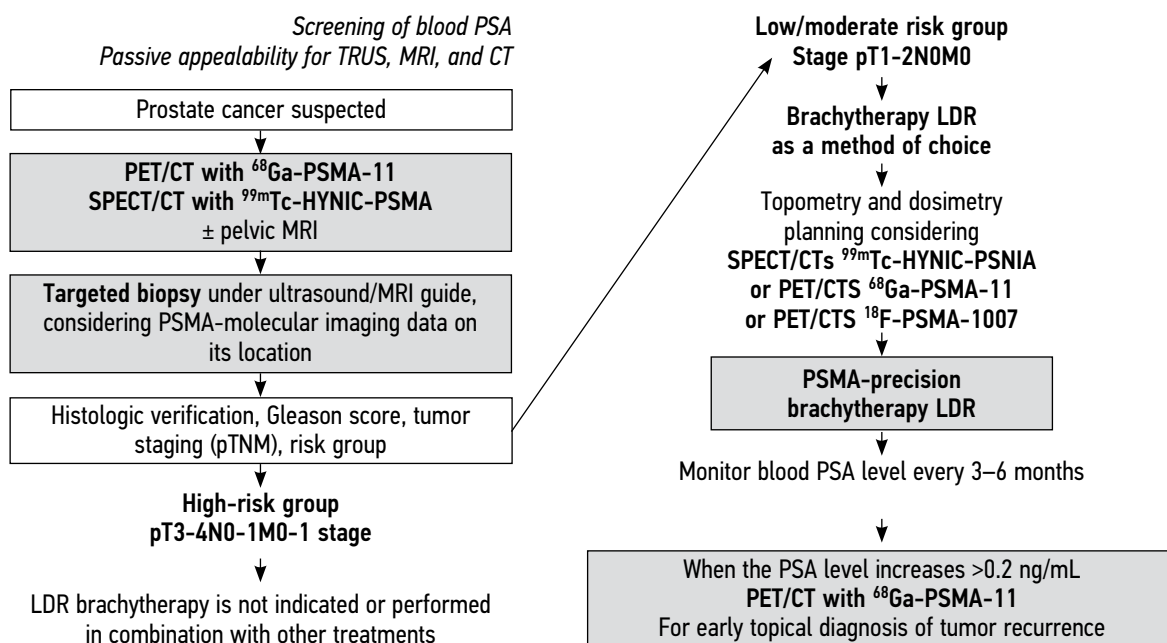 Screening of blood PSA
Passive appealability for TRUS, MRI, and CT
Prostate cancer suspected
PET/CT with ⁶⁸Ga-PSMA-11
SPECT/CT with ⁹⁹ᵐTc-HYNIC-PSMA
± pelvic MRI
Targeted biopsy under ultrasound/MRI guide,
considering PSMA-molecular imaging data on
its location
Histologic verification, Gleason score, tumor
staging (pTNM), risk group
High-risk group
pT3-4N0-1M0-1 stage
LDR brachytherapy is not indicated or performed
in combination with other treatments
Low/moderate risk group
Stage pT1-2N0M0
Brachytherapy LDR
as a method of choice
Topometry and dosimetry
planning considering
SPECT/CTs ⁹⁹ᵐTc-HYNIC-PSNIA
or PET/CTS ⁶⁸Ga-PSMA-11
or PET/CTS ¹⁸F-PSMA-1007
PSMA-precision
brachytherapy LDR
Monitor blood PSA level every 3–6 months
When the PSA level increases >0.2 ng/mL
PET/CT with ⁶⁸Ga-PSMA-11
For early topical diagnosis of tumor recurrence